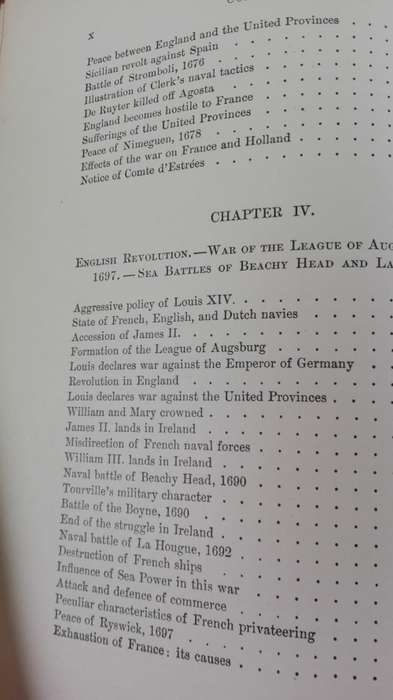 x
Peace between England and the United Provinces . . .
Sicilian revolt against Spain . . . . . . . . .
Battle of Stromboli, 1676 . . . . . . . . .
Illustration of Clerk's naval tactics . . . . . . .
De Ruyter killed off Agosta . . . . . . . .
England becomes hostile to France . . . . . . .
Sufferings of the United Provinces . . . . . . .
Peace of Nimeguen, 1678 . . . . . . . . .
Effects of the war on France and Holland . . . . .
Notice of Comte d'Estrées . . . . . . . . .
CHAPTER IV.
ENGLISH REVOLUTION.—WAR OF THE LEAGUE OF AUG
1697.—SEA BATTLES OF BEACHY HEAD AND LA
Aggressive policy of Louis XIV. . . . . . . . .
State of French, English, and Dutch navies . . . .
Accession of James II. . . . . . . . . . .
Formation of the League of Augsburg . . . . . .
Louis declares war against the Emperor of Germany . .
Revolution in England . . . . . . . . . .
Louis declares war against the United Provinces . . .
William and Mary crowned . . . . . . . . .
James II. lands in Ireland . . . . . . . . .
Misdirection of French naval forces . . . . . . .
William III. lands in Ireland . . . . . . . .
Naval battle of Beachy Head, 1690 . . . . . . .
Tourville's military character . . . . . . . .
Battle of the Boyne, 1690 . . . . . . . . .
End of the struggle in Ireland . . . . . . . .
Naval battle of La Hougue, 1692 . . . . . . .
Destruction of French ships . . . . . . . .
Influence of Sea Power in this war . . . . . .
Attack and defence of commerce . . . . . . .
Peculiar characteristics of French privateering . . .
Peace of Ryswick, 1697 . . . . . . . . .
Exhaustion of France; its causes . . . . . .